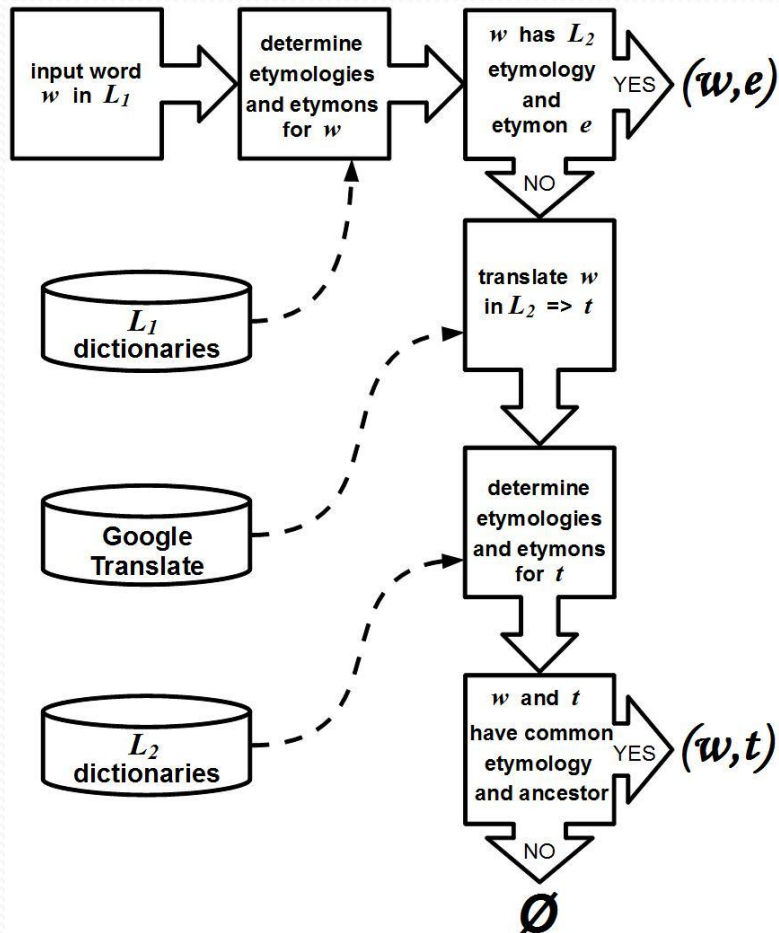 input word
w in L₁
determine
etymologies
and etymons
for w
w has L₂
etymology
and
etymon e
YES
(w,e)
NO
translate w
in L₂ => t
L₁
dictionaries
Google
Translate
determine
etymologies
and etymons
for t
L₂
dictionaries
w and t
have common
etymology
and ancestor
YES
(w,t)
NO
Ø